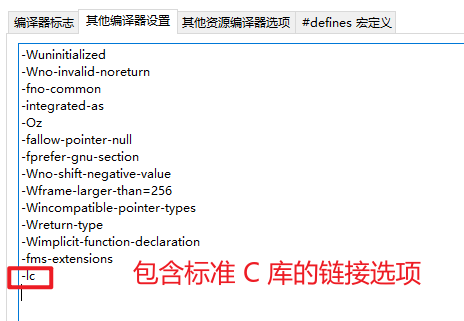 编译器标志 其他编译器设置 其他资源编译器选项 #defines 宏定义
-Wuninitialized
-Wno-invalid-noreturn
-fno-common
-integrated-as
-Oz
-fallow-pointer-null
-fprefer-gnu-section
-Wno-shift-negative-value
-Wframe-larger-than=256
-Wincompatible-pointer-types
-Wreturn-type
-Wimplicit-function-declaration
-fms-extensions
-lc
包含标准 C 库的链接选项